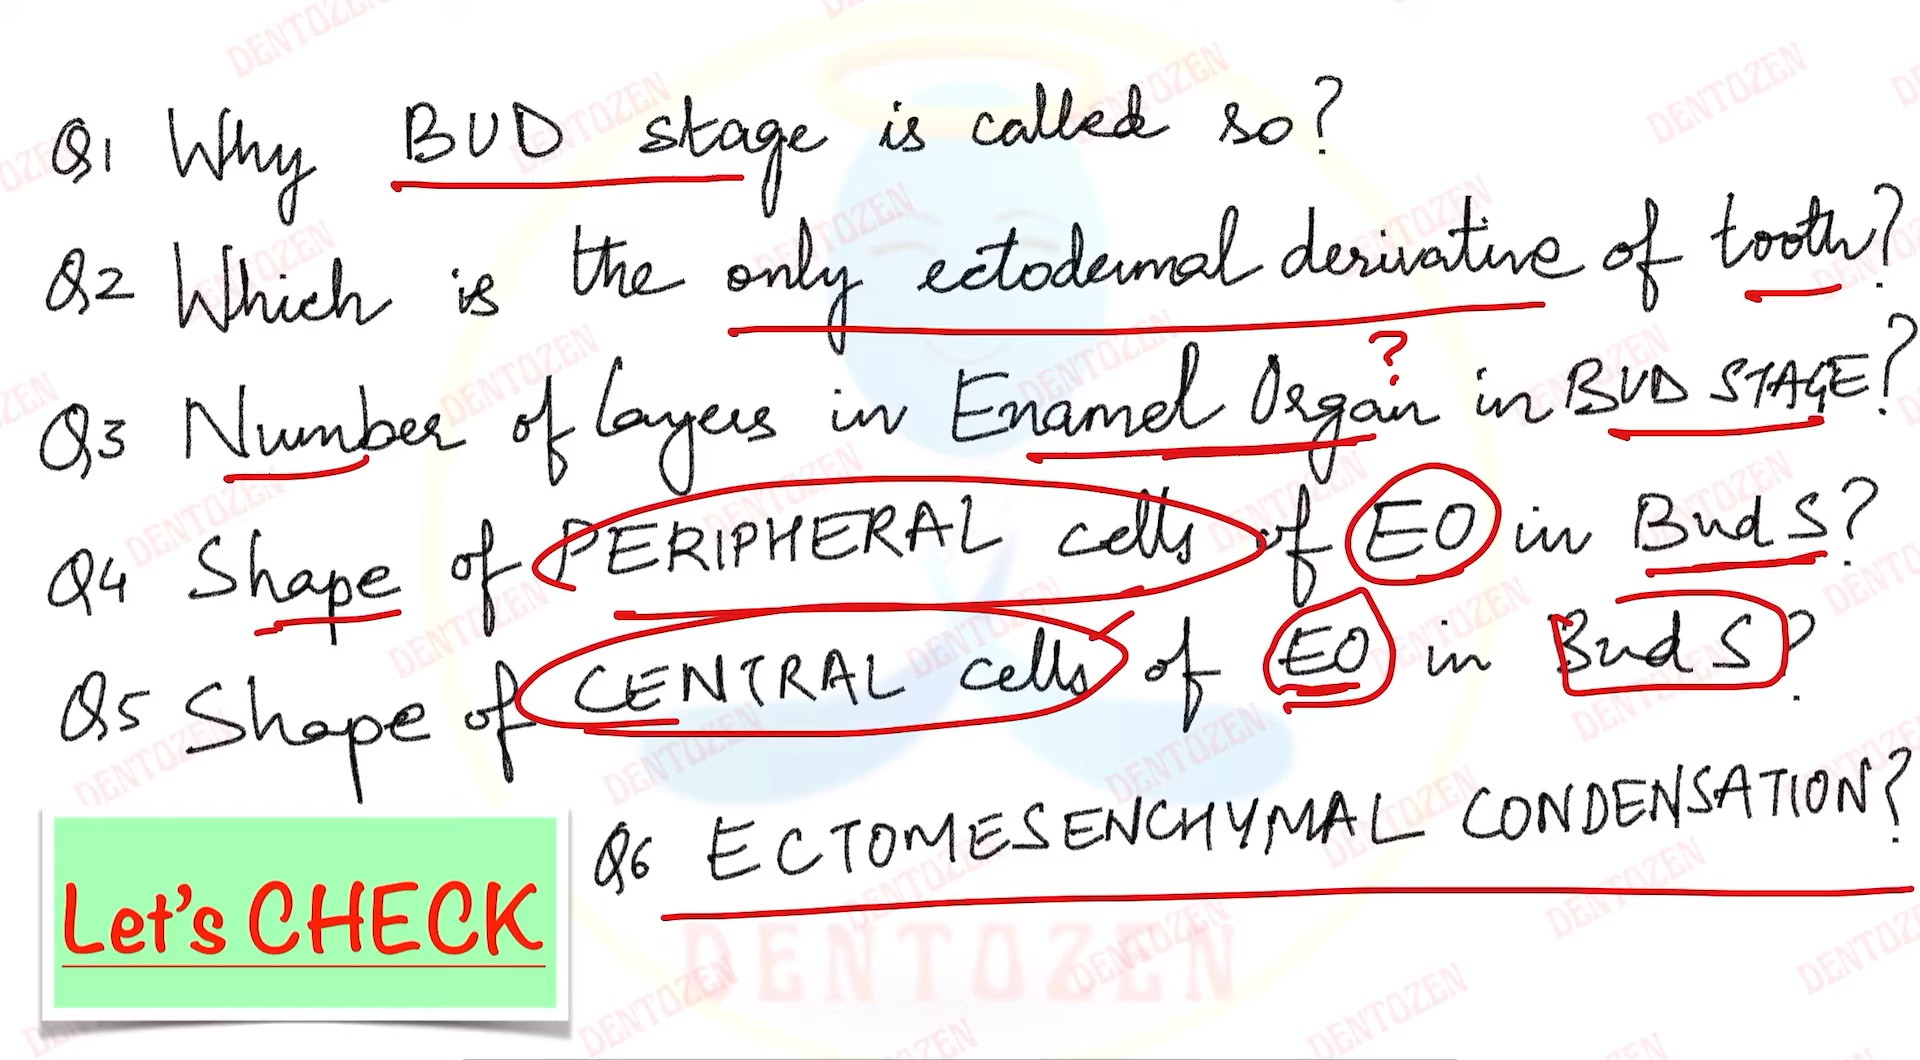 Q1 Why BUD stage is called so?
Q2 Which is the only ectodermal derivative of tooth?
?
Q3 Number of layers in Enamel Organ in BUD STAGE?
Q4 Shape of PERIPHERAL cells of EO in Bud S?
Q5 Shape of CENTRAL cells of EO in Bud S?
Q6 ECTOMESENCHYMAL CONDENSATION?
Let's CHECK
DENTOZEN